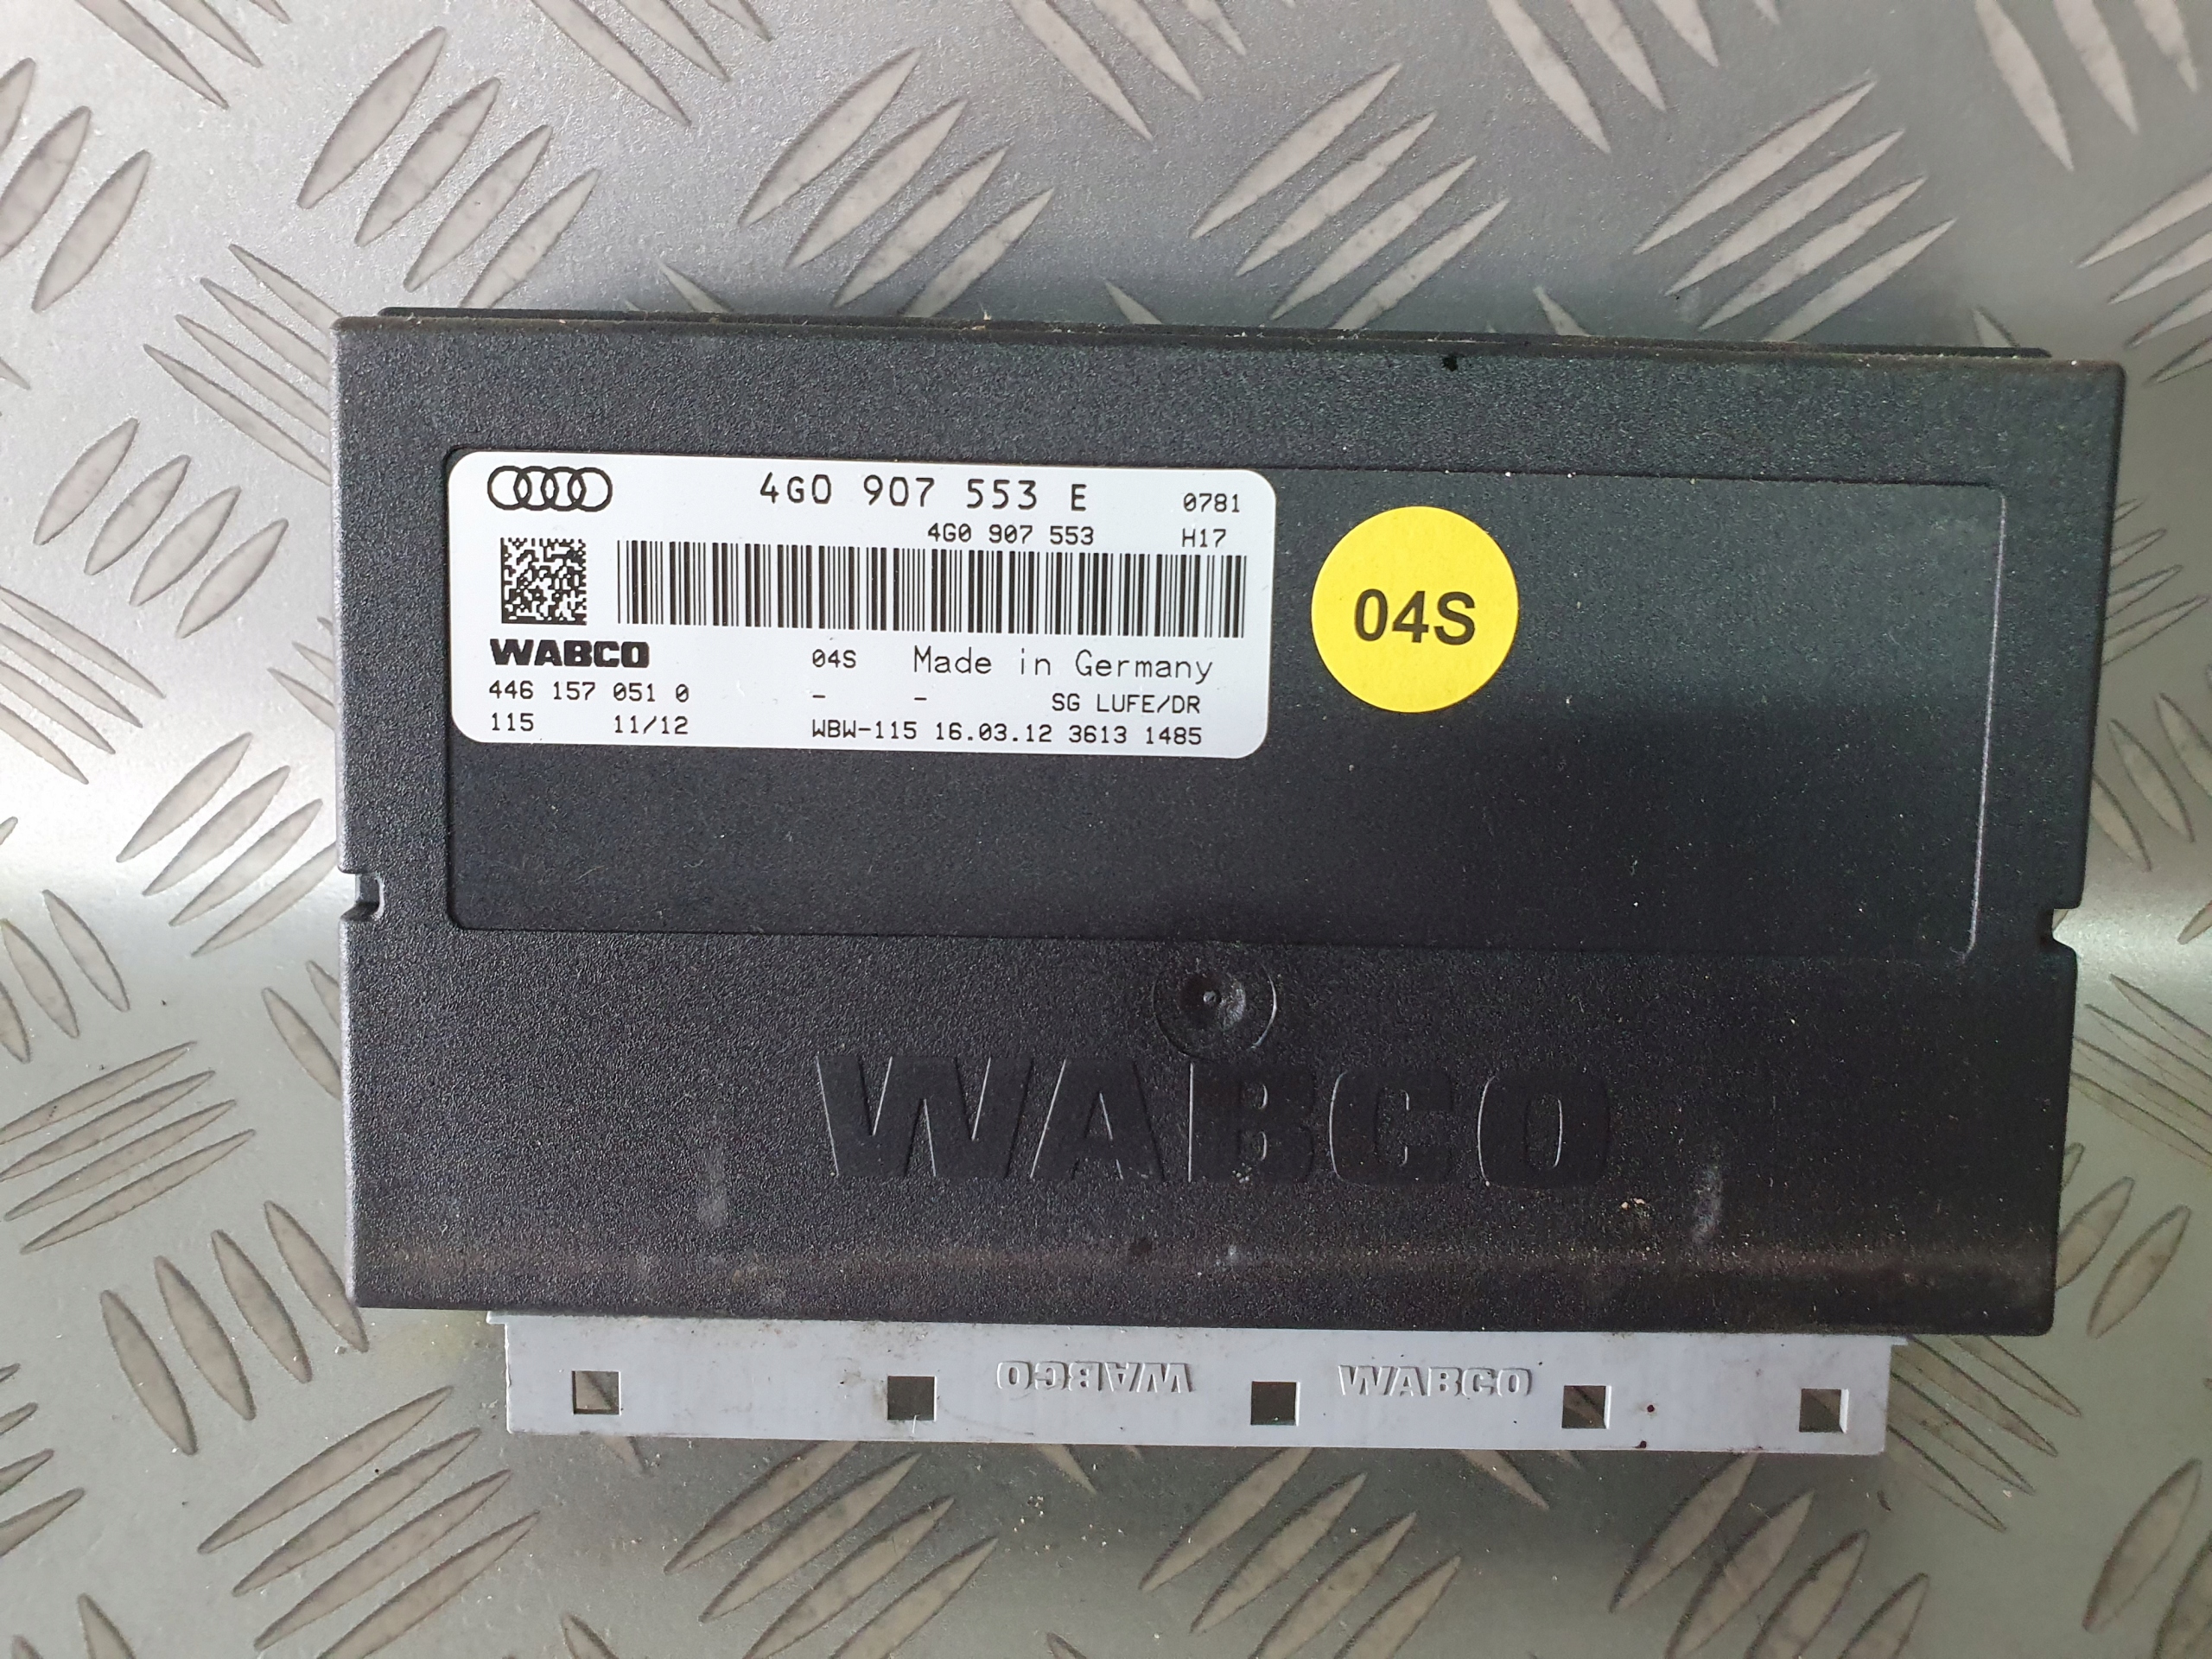 4G0 907 553 E 0781
4G0 907 553 H17
WABCO 04S Made in Germany
446 157 051 0 - - SG LUFE/DR
115 11/12 WBW-115 16.03.12 3613 1485
04S
WABCO
WABCO WABCO